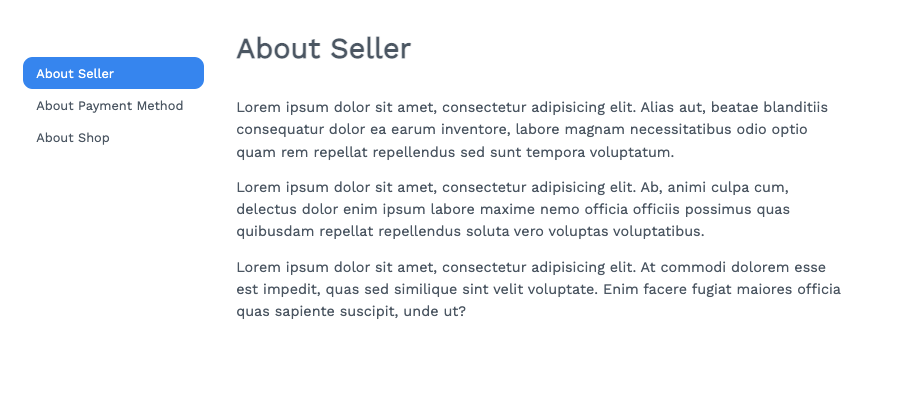 About Seller
About Payment Method
About Shop
About Seller
Lorem ipsum dolor sit amet, consectetur adipisicing elit. Alias aut, beatae blanditiis
consequatur dolor ea earum inventore, labore magnam necessitatibus odio optio
quam rem repellat repellendus sed sunt tempora voluptatum.
Lorem ipsum dolor sit amet, consectetur adipisicing elit. Ab, animi culpa cum,
delectus dolor enim ipsum labore maxime nemo officia officiis possimus quas
quibusdam repellat repellendus soluta vero voluptas voluptatibus.
Lorem ipsum dolor sit amet, consectetur adipisicing elit. At commodi dolorem esse
est impedit, quas sed similique sint velit voluptate. Enim facere fugiat maiores officia
quas sapiente suscipit, unde ut?